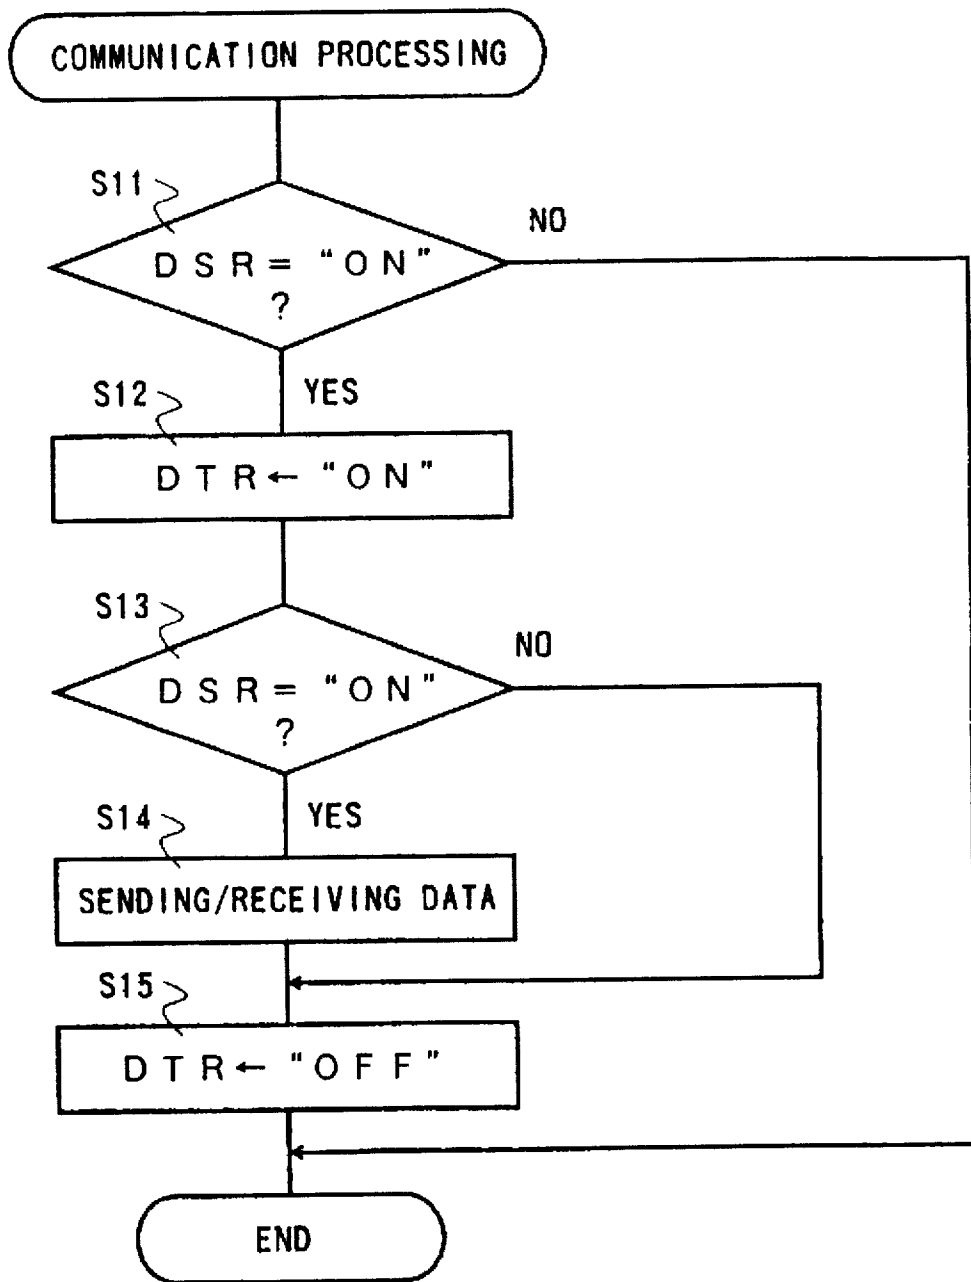 COMMUNICATION PROCESSING
S11
NO
DSR = "ON"
?
S12
YES
DTR ← "ON"
S13
NO
DSR = "ON"
?
S14
YES
SENDING/RECEIVING DATA
S15
DTR ← "OFF"
END